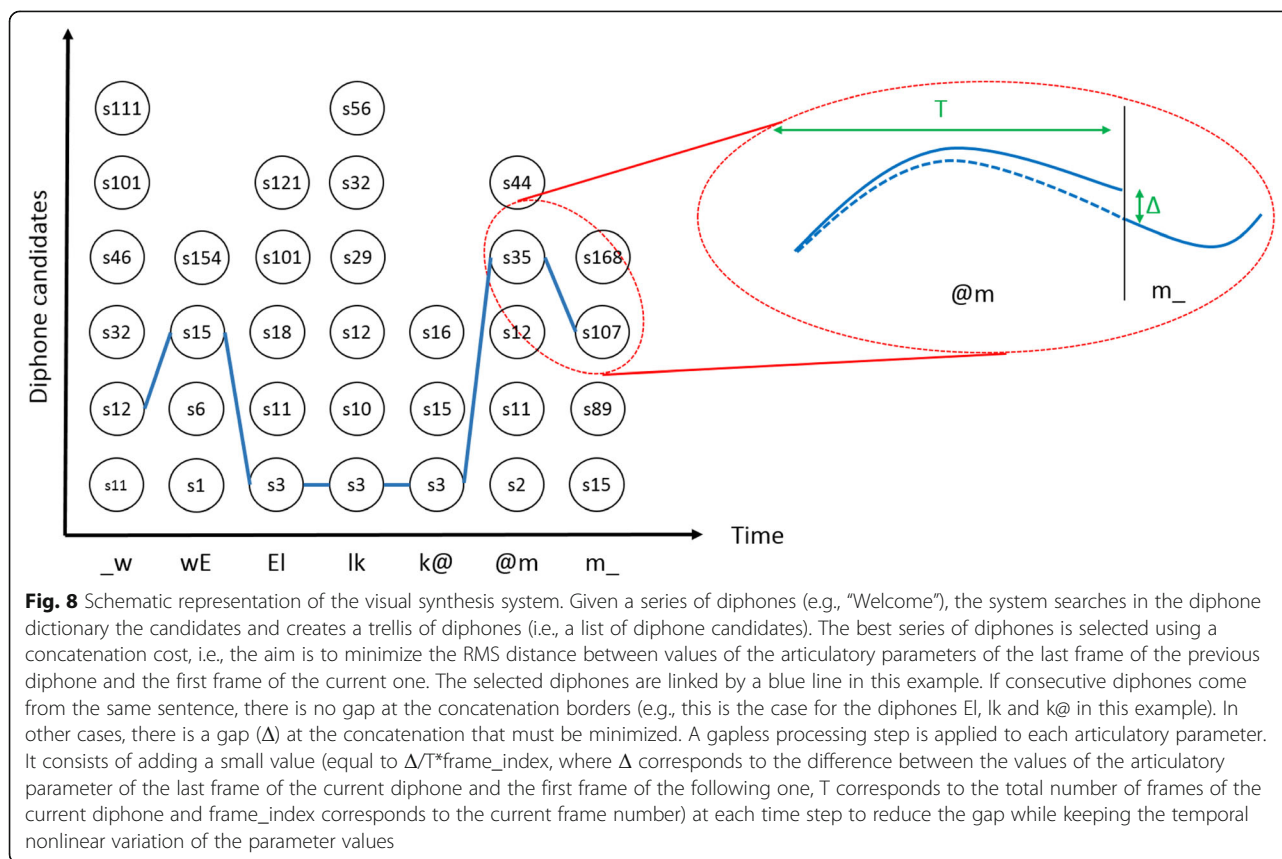 Diphone candidates
s111 s56
s101 s121 s32 s44
s46 s154 s101 s29 s35 s168
s32 s15 s18 s12 s16 s12 s107
s12 s6 s11 s10 s15 s11 s89
s11 s1 s3 s3 s3 s2 s15
Time
_w wE El lk k@ @m m_
T
Δ
@m m_
Fig. 8 Schematic representation of the visual synthesis system. Given a series of diphones (e.g., “Welcome”), the system searches in the diphone
dictionary the candidates and creates a trellis of diphones (i.e., a list of diphone candidates). The best series of diphones is selected using a
concatenation cost, i.e., the aim is to minimize the RMS distance between values of the articulatory parameters of the last frame of the previous
diphone and the first frame of the current one. The selected diphones are linked by a blue line in this example. If consecutive diphones come
from the same sentence, there is no gap at the concatenation borders (e.g., this is the case for the diphones El, lk and k@ in this example). In
other cases, there is a gap (Δ) at the concatenation that must be minimized. A gapless processing step is applied to each articulatory parameter.
It consists of adding a small value (equal to Δ/T*frame_index, where Δ corresponds to the difference between the values of the articulatory
parameter of the last frame of the current diphone and the first frame of the following one, T corresponds to the total number of frames of the
current diphone and frame_index corresponds to the current frame number) at each time step to reduce the gap while keeping the temporal
nonlinear variation of the parameter values